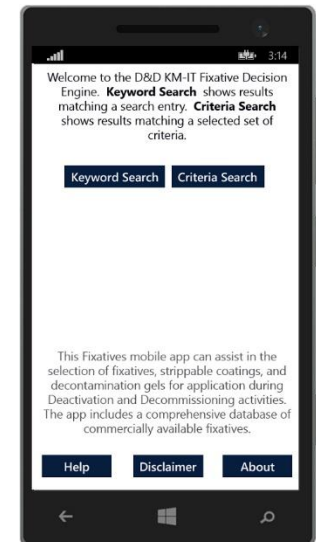 3:14
Welcome to the D&D KM-IT Fixative Decision
Engine. Keyword Search shows results
matching a search entry. Criteria Search
shows results matching a selected set of
criteria.
Keyword Search Criteria Search
This Fixatives mobile app can assist in the
selection of fixatives, strippable coatings, and
decontamination gels for application during
Deactivation and Decommissioning activities.
The app includes a comprehensive database of
commercially available fixatives.
Help Disclaimer About